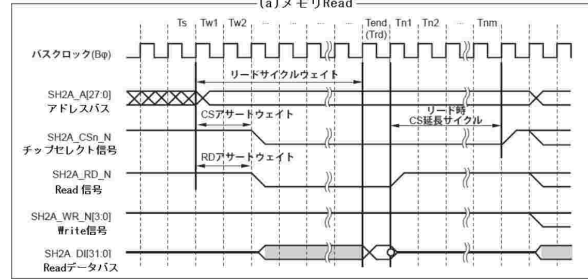 (a)メモリRead
Ts Tw1 Tw2 ... ... ... ... Tend Tn1 Tn2 ... Tnm
(Trd)
バスクロック(Bφ)
リードサイクルウェイト
SH2A_A[27:0]
アドレスバス
CSアサートウェイト
リード時
CS延長サイクル
SH2A_CSn_N
チップセレクト信号
RDアサートウェイト
SH2A_RD_N
Read 信号
SH2A_WR_N[3:0]
Write信号
SH2A_DI[31:0]
Readデータバス